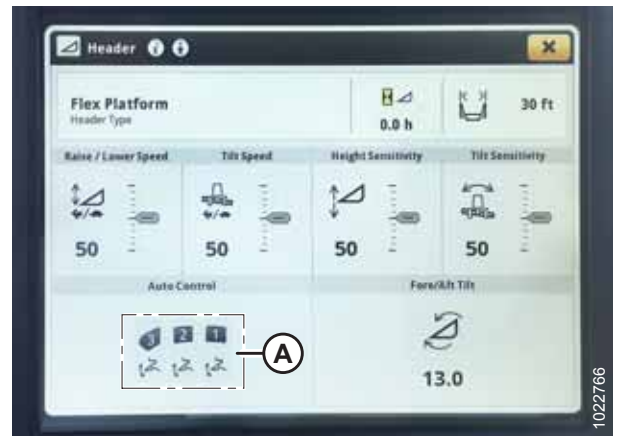 Header
Flex Platform
Header Type
0.0 h
30 ft
Raise / Lower Speed
Tilt Speed
Height Sensitivity
Tilt Sensitivity
50
50
50
50
Auto Control
Fore/Aft Tilt
3 2 1
A
13.0
1022766